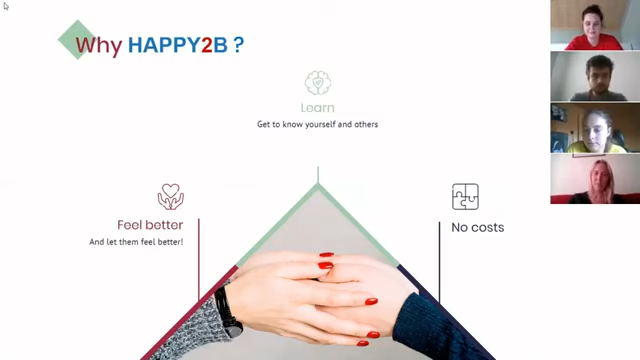 Why HAPPY2B ?
Learn
Get to know yourself and others
Feel better
And let them feel better!
No costs